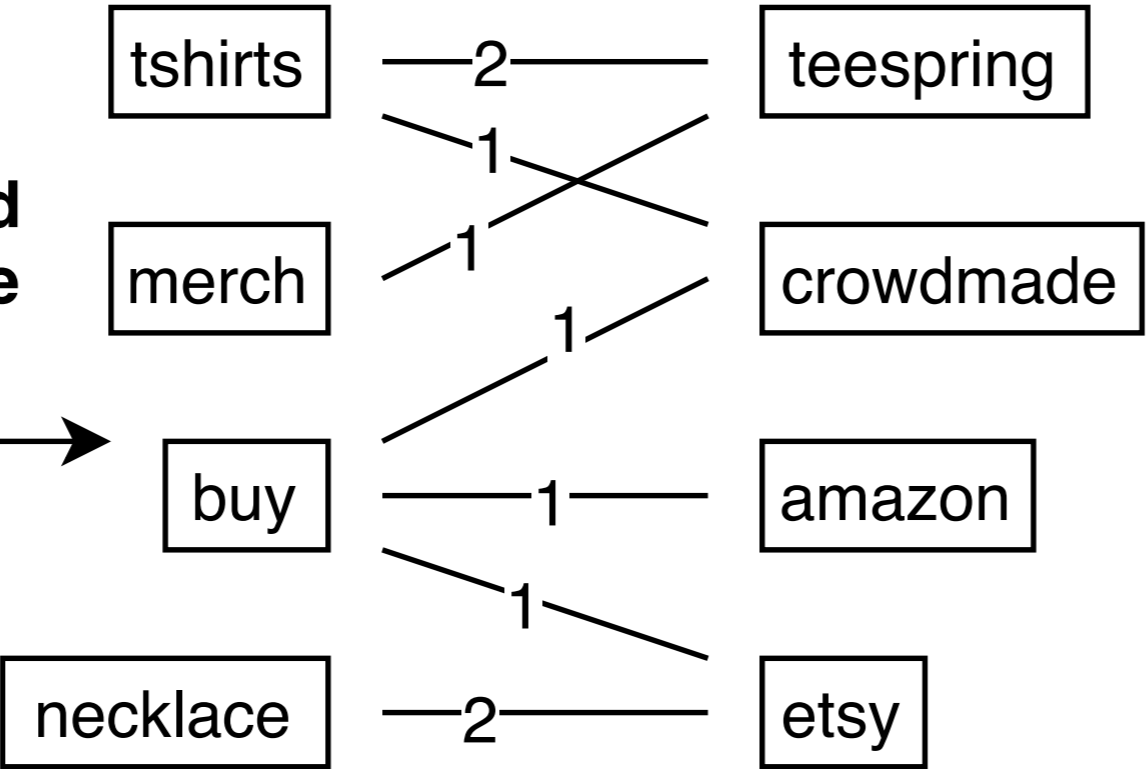 tshirts 2 teespring
1
d
merch 1 crowdmade
e
1
buy 1 amazon
1
necklace 2 etsy